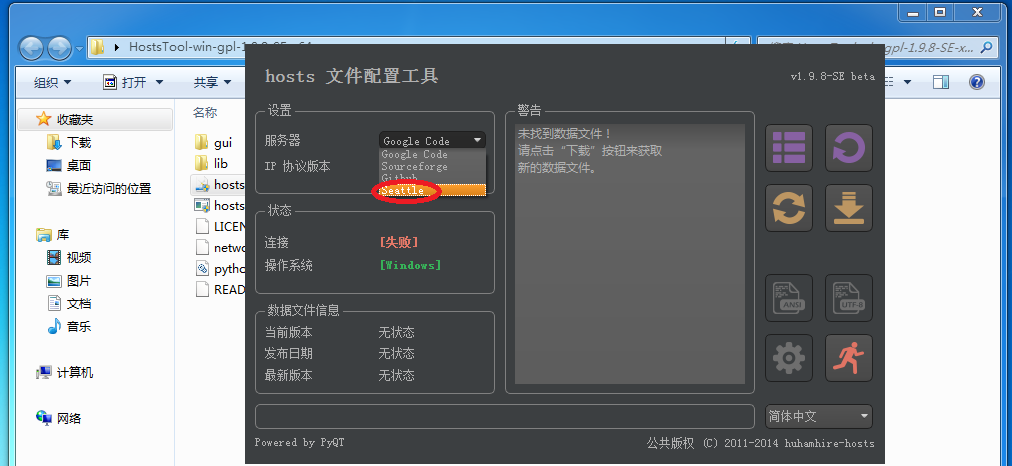 HostsTool-win-gpl-1.9.8-SE-x64
gpl-1.9.8-SE-x...
组织 打开 共享
收藏夹
下载
桌面
最近访问的位置
库
视频
图片
文档
音乐
计算机
网络
名称
gui
lib
hosts
hosts
LICEN
netwo
pytho
READ
hosts 文件配置工具
v1.9.8-SE beta
设置
服务器 Google Code
Google Code
Sourceforge
Github
Seattle
IP 协议版本
状态
连接 [失败]
操作系统 [Windows]
数据文件信息
当前版本 无状态
发布日期 无状态
最新版本 无状态
警告
未找到数据文件！
请点击“下载”按钮来获取
新的数据文件。
ANSI
UTF-8
简体中文
Powered by PyQT
公共版权 (C) 2011-2014 huhamhire-hosts